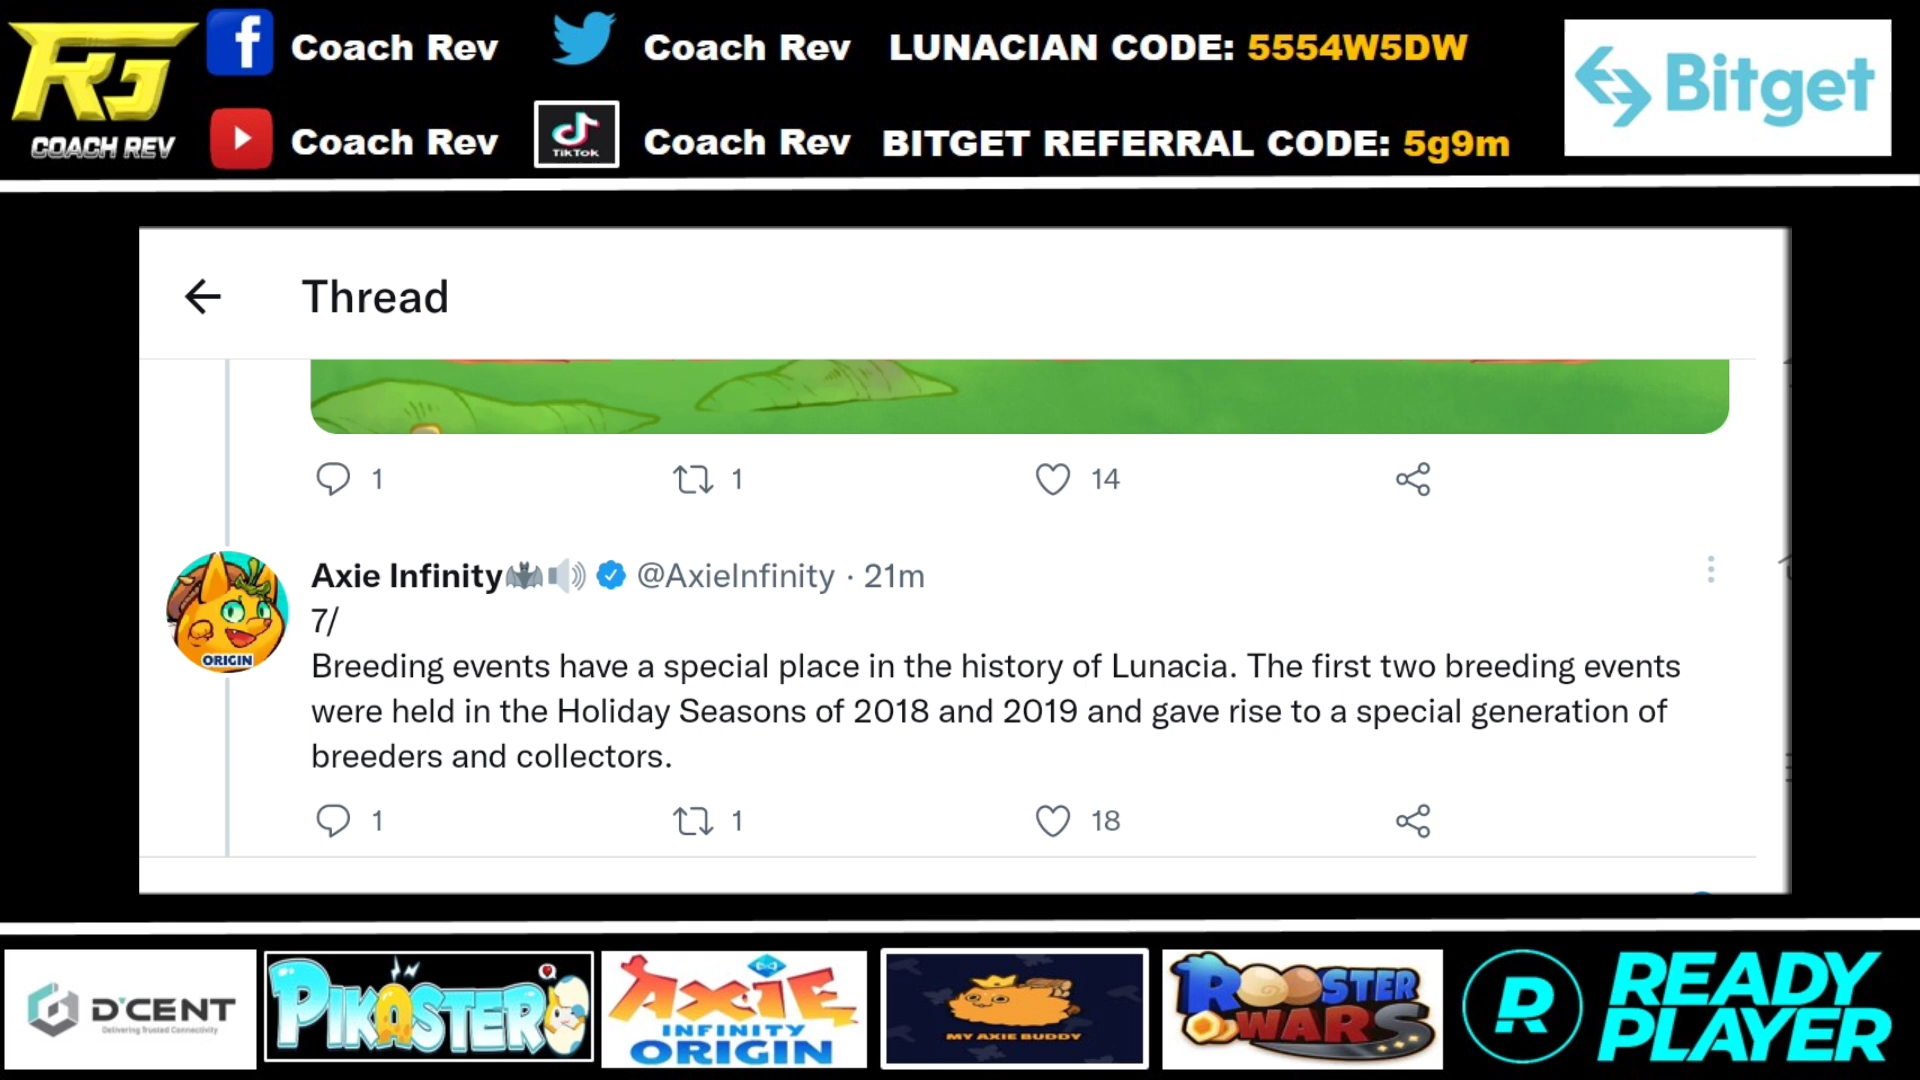 RG
COACH REV
f Coach Rev
Coach Rev
LUNACIAN CODE: 5554W5DW
Bitget
Coach Rev
TikTok
Coach Rev
BITGET REFERRAL CODE: 5g9m
Thread
1 1 14
Axie Infinity @AxieInfinity · 21m
ORIGIN
7/
Breeding events have a special place in the history of Lunacia. The first two breeding events
were held in the Holiday Seasons of 2018 and 2019 and gave rise to a special generation of
breeders and collectors.
1 1 18
D'CENT
Delivering Trusted Connectivity
PIKASTER
AXIE
INFINITY
ORIGIN
MY AXIE BUDDY
ROOSTER
WARS
R READY
PLAYER